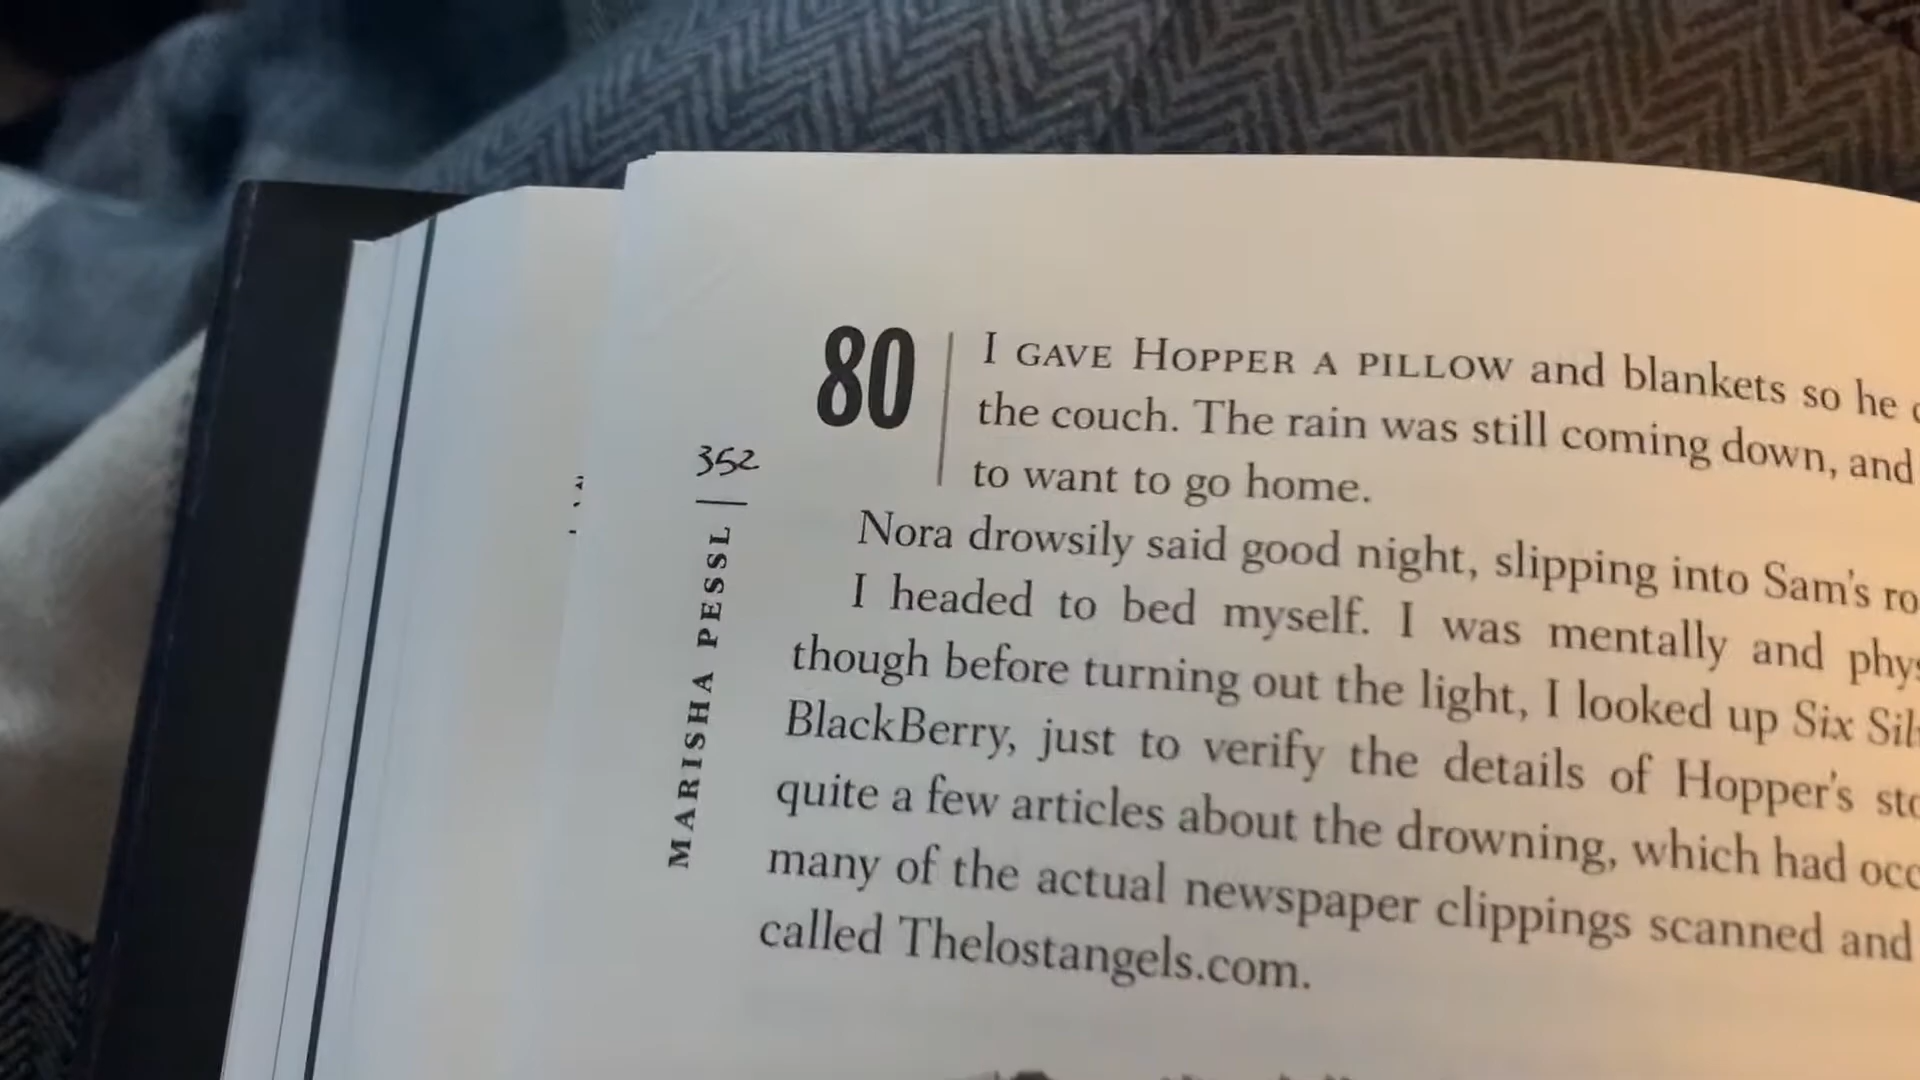 80
I GAVE HOPPER A PILLOW and blankets so he
the couch. The rain was still coming down, and
to want to go home.
Nora drowsily said good night, slipping into Sam's
I headed to bed myself. I was mentally and
though before turning out the light, I looked up Six
BlackBerry, just to verify the details of Hopper's
quite a few articles about the drowning, which had
many of the actual newspaper clippings scanned and
called Thelostangels.com.
MARISHA PESSL | 352